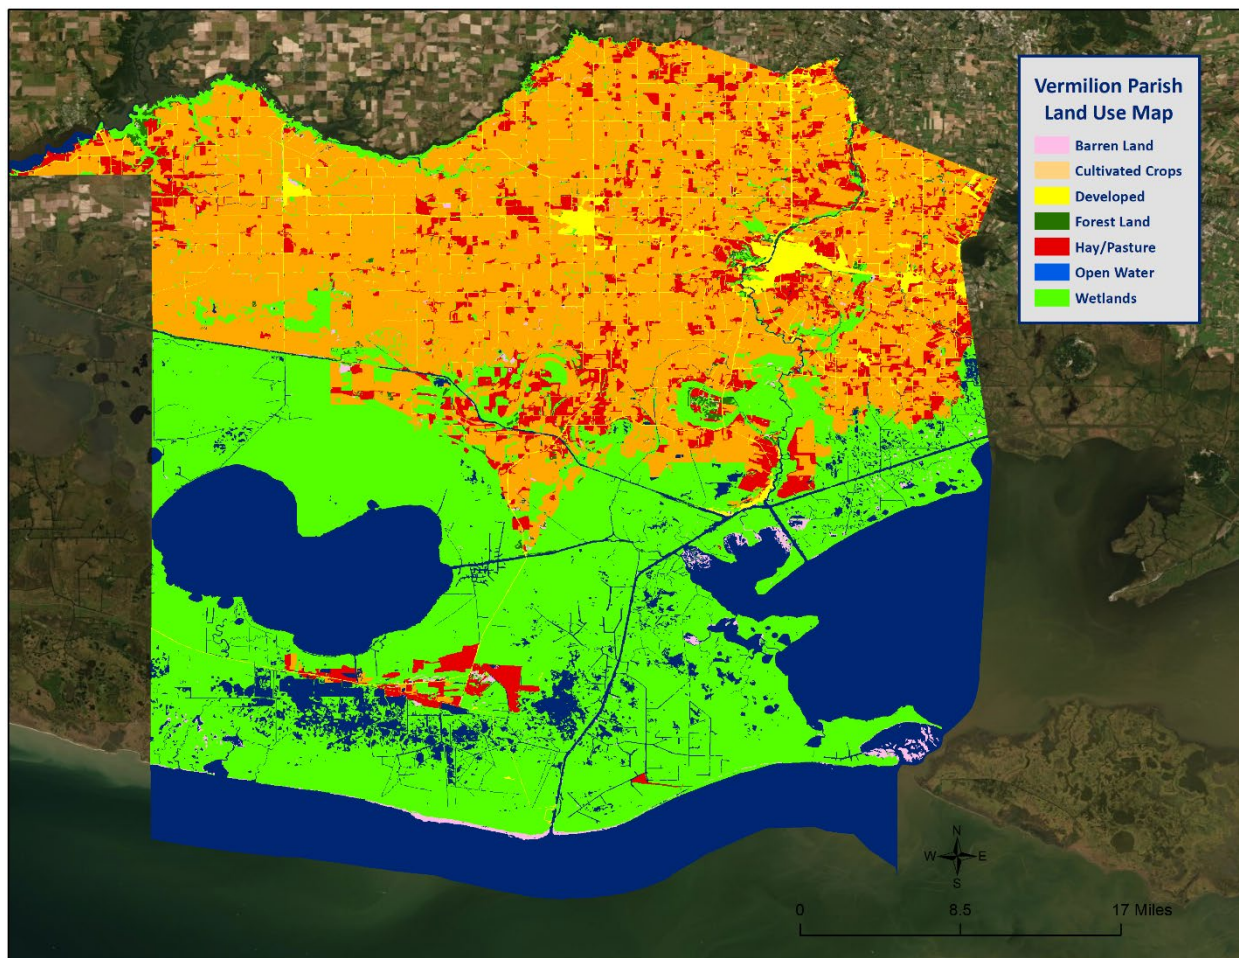 Vermilion Parish
Land Use Map
Barren Land
Cultivated Crops
Developed
Forest Land
Hay/Pasture
Open Water
Wetlands
N
W E
S
0 8.5 17 Miles